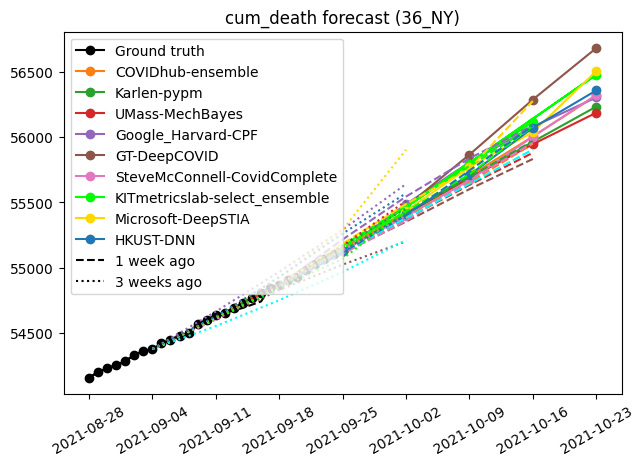 cum_death forecast (36_NY)
56500
56000
55500
55000
54500
Ground truth
COVIDhub-ensemble
Karlen-pypm
UMass-MechBayes
Google_Harvard-CPF
GT-DeepCOVID
SteveMcConnell-CovidComplete
KITmetricslab-select_ensemble
Microsoft-DeepSTIA
HKUST-DNN
1 week ago
3 weeks ago
2021-08-28
2021-09-04
2021-09-11
2021-09-18
2021-09-25
2021-10-02
2021-10-09
2021-10-16
2021-10-23